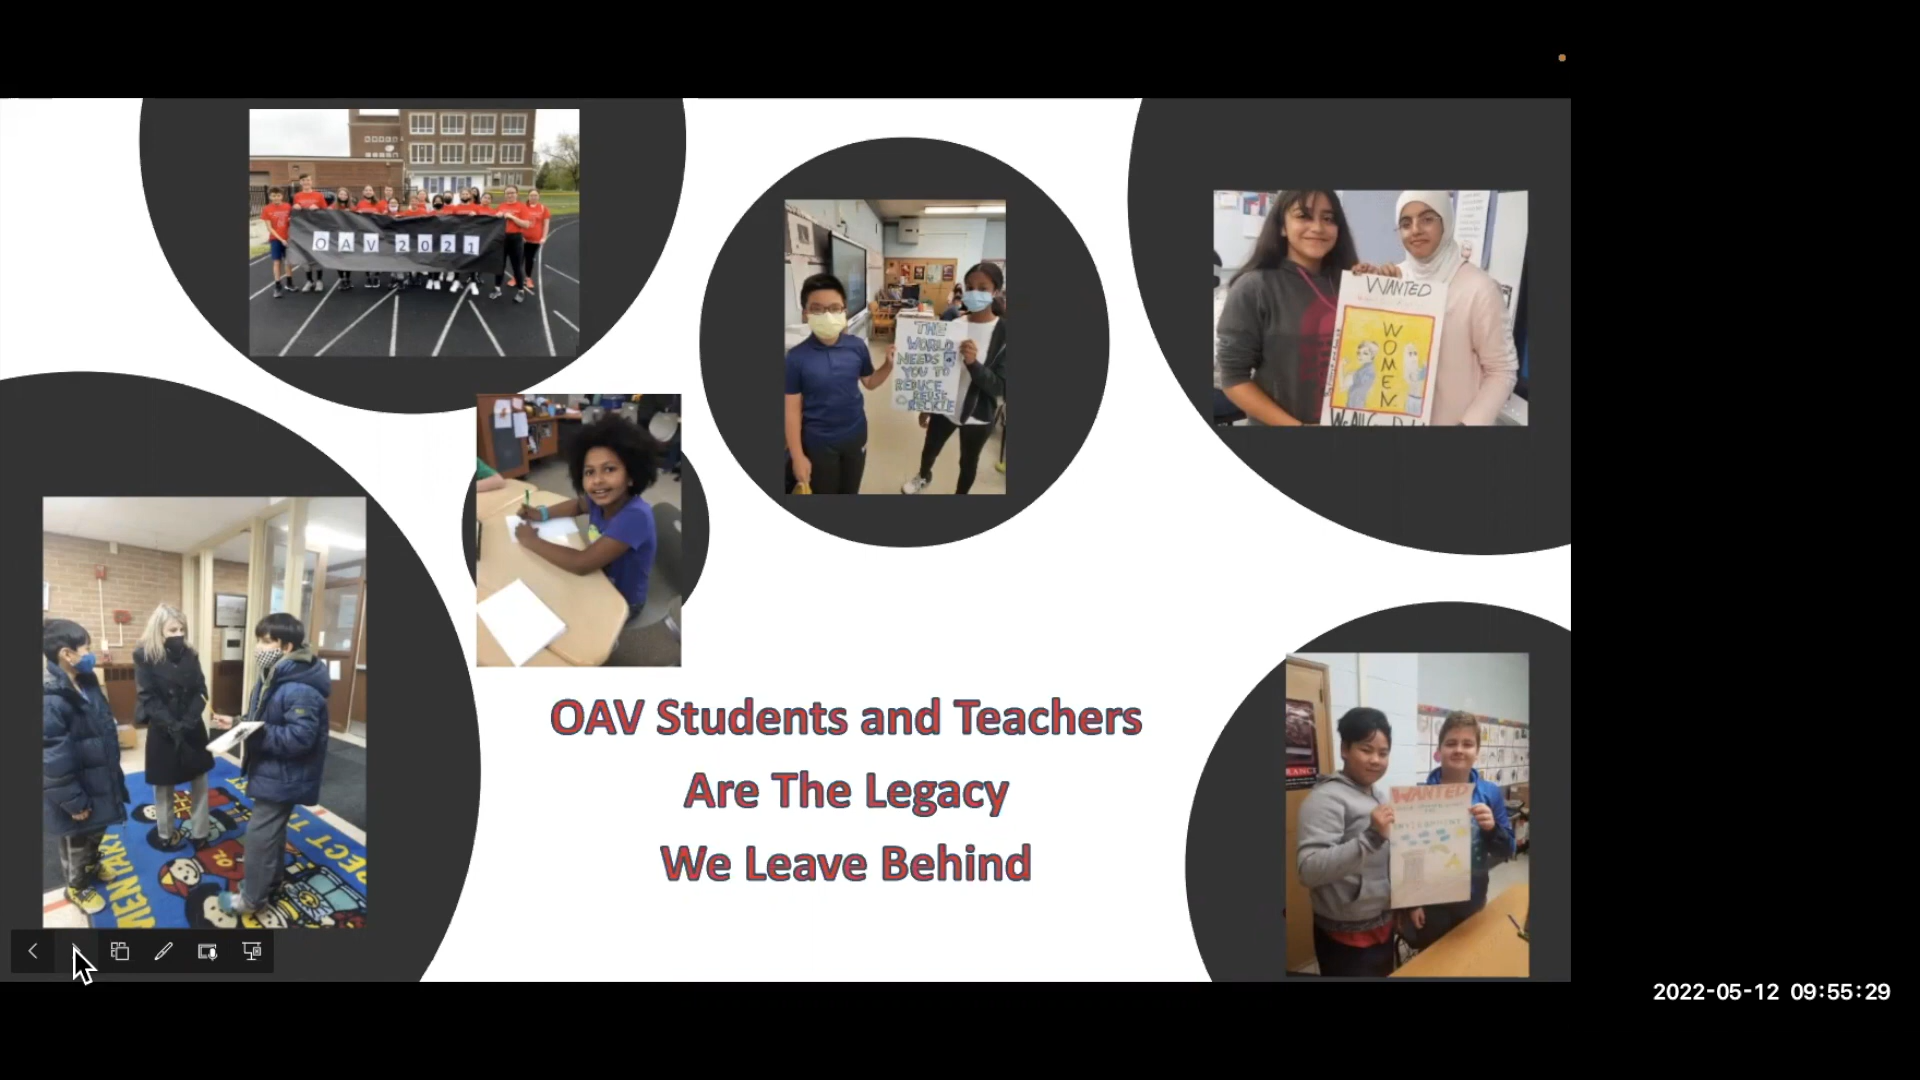 OAV 2021
THE
WORLD
NEEDS
YOU TO
REDUCE
REUSE
WANTED
WOMEN
WANTED
OAV Students and Teachers
Are The Legacy
We Leave Behind
2022-05-12 09:55:29